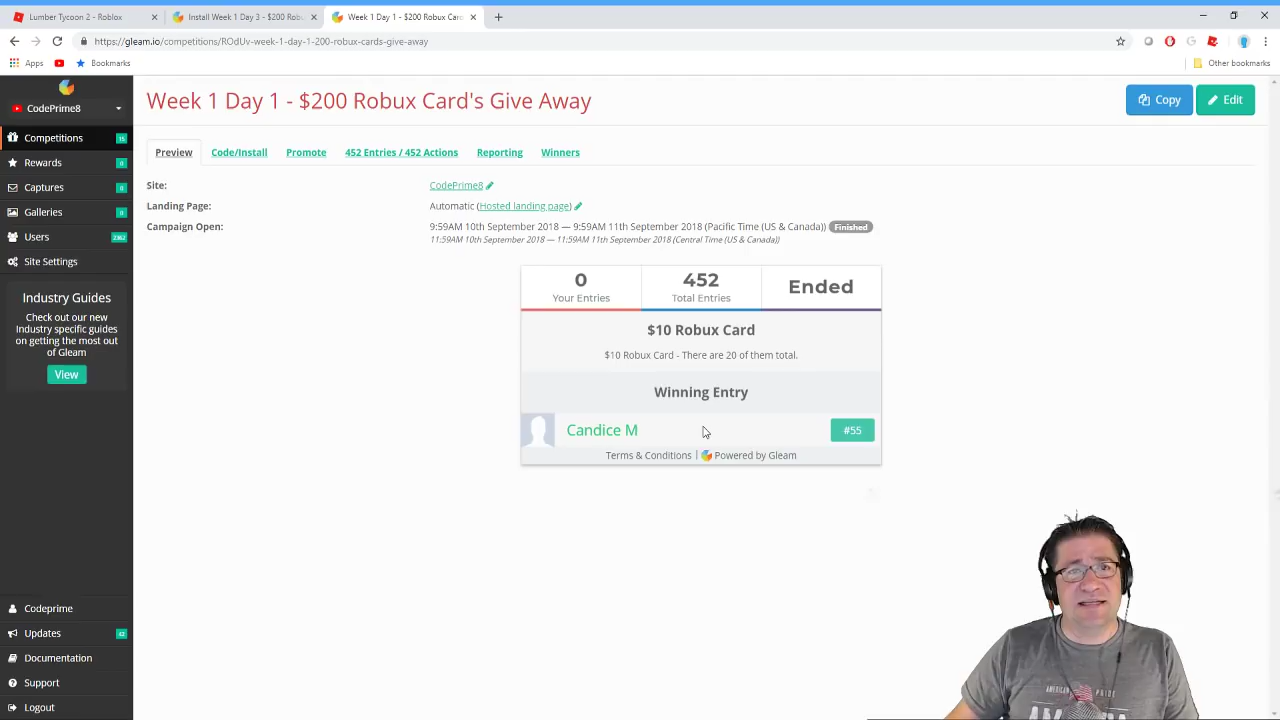 Lumber Tycoon 2 - Roblox
Install Week 1 Day 3 - $200 Rob
Week 1 Day 1 - $200 Robux Car
https://gleam.io/competitions/ROdUv-week-1-day-1-200-robux-cards-give-away
Apps
Bookmarks
Other bookmarks
CodePrime8
Competitions 15
Rewards 0
Captures 0
Galleries 0
Users 2362
Site Settings
Industry Guides
Check out our
new Industry
specific guides
on getting the most out
of Gleam
View
Codeprime
Updates 42
Documentation
Support
Logout
Week 1 Day 1 - $200 Robux Card's Give Away
Copy
Edit
Preview
Code/Install
Promote
452 Entries / 452 Actions
Reporting
Winners
Site:
CodePrime8
Landing Page:
Automatic (Hosted landing page)
Campaign Open:
9:59AM 10th September 2018 — 9:59AM 11th September 2018 (Pacific Time (US & Canada)) Finished
11:59AM 10th September 2018 — 11:59AM 11th September 2018 (Central Time (US & Canada))
0
Your Entries
452
Total Entries
Ended
$10 Robux Card
$10 Robux Card - There are 20 of them total.
Winning Entry
Candice M
#55
Terms & Conditions | Powered by Gleam
AMERICAN PRIDE